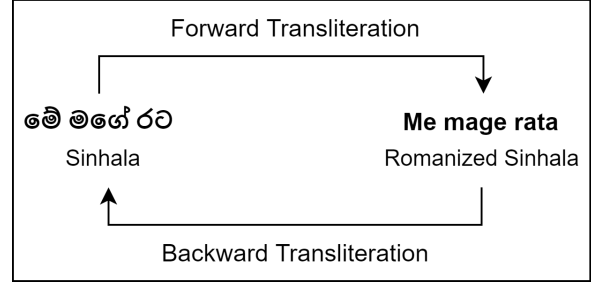 Forward Transliteration
මේ මගේ රට
Sinhala
Me mage rata
Romanized Sinhala
Backward Transliteration